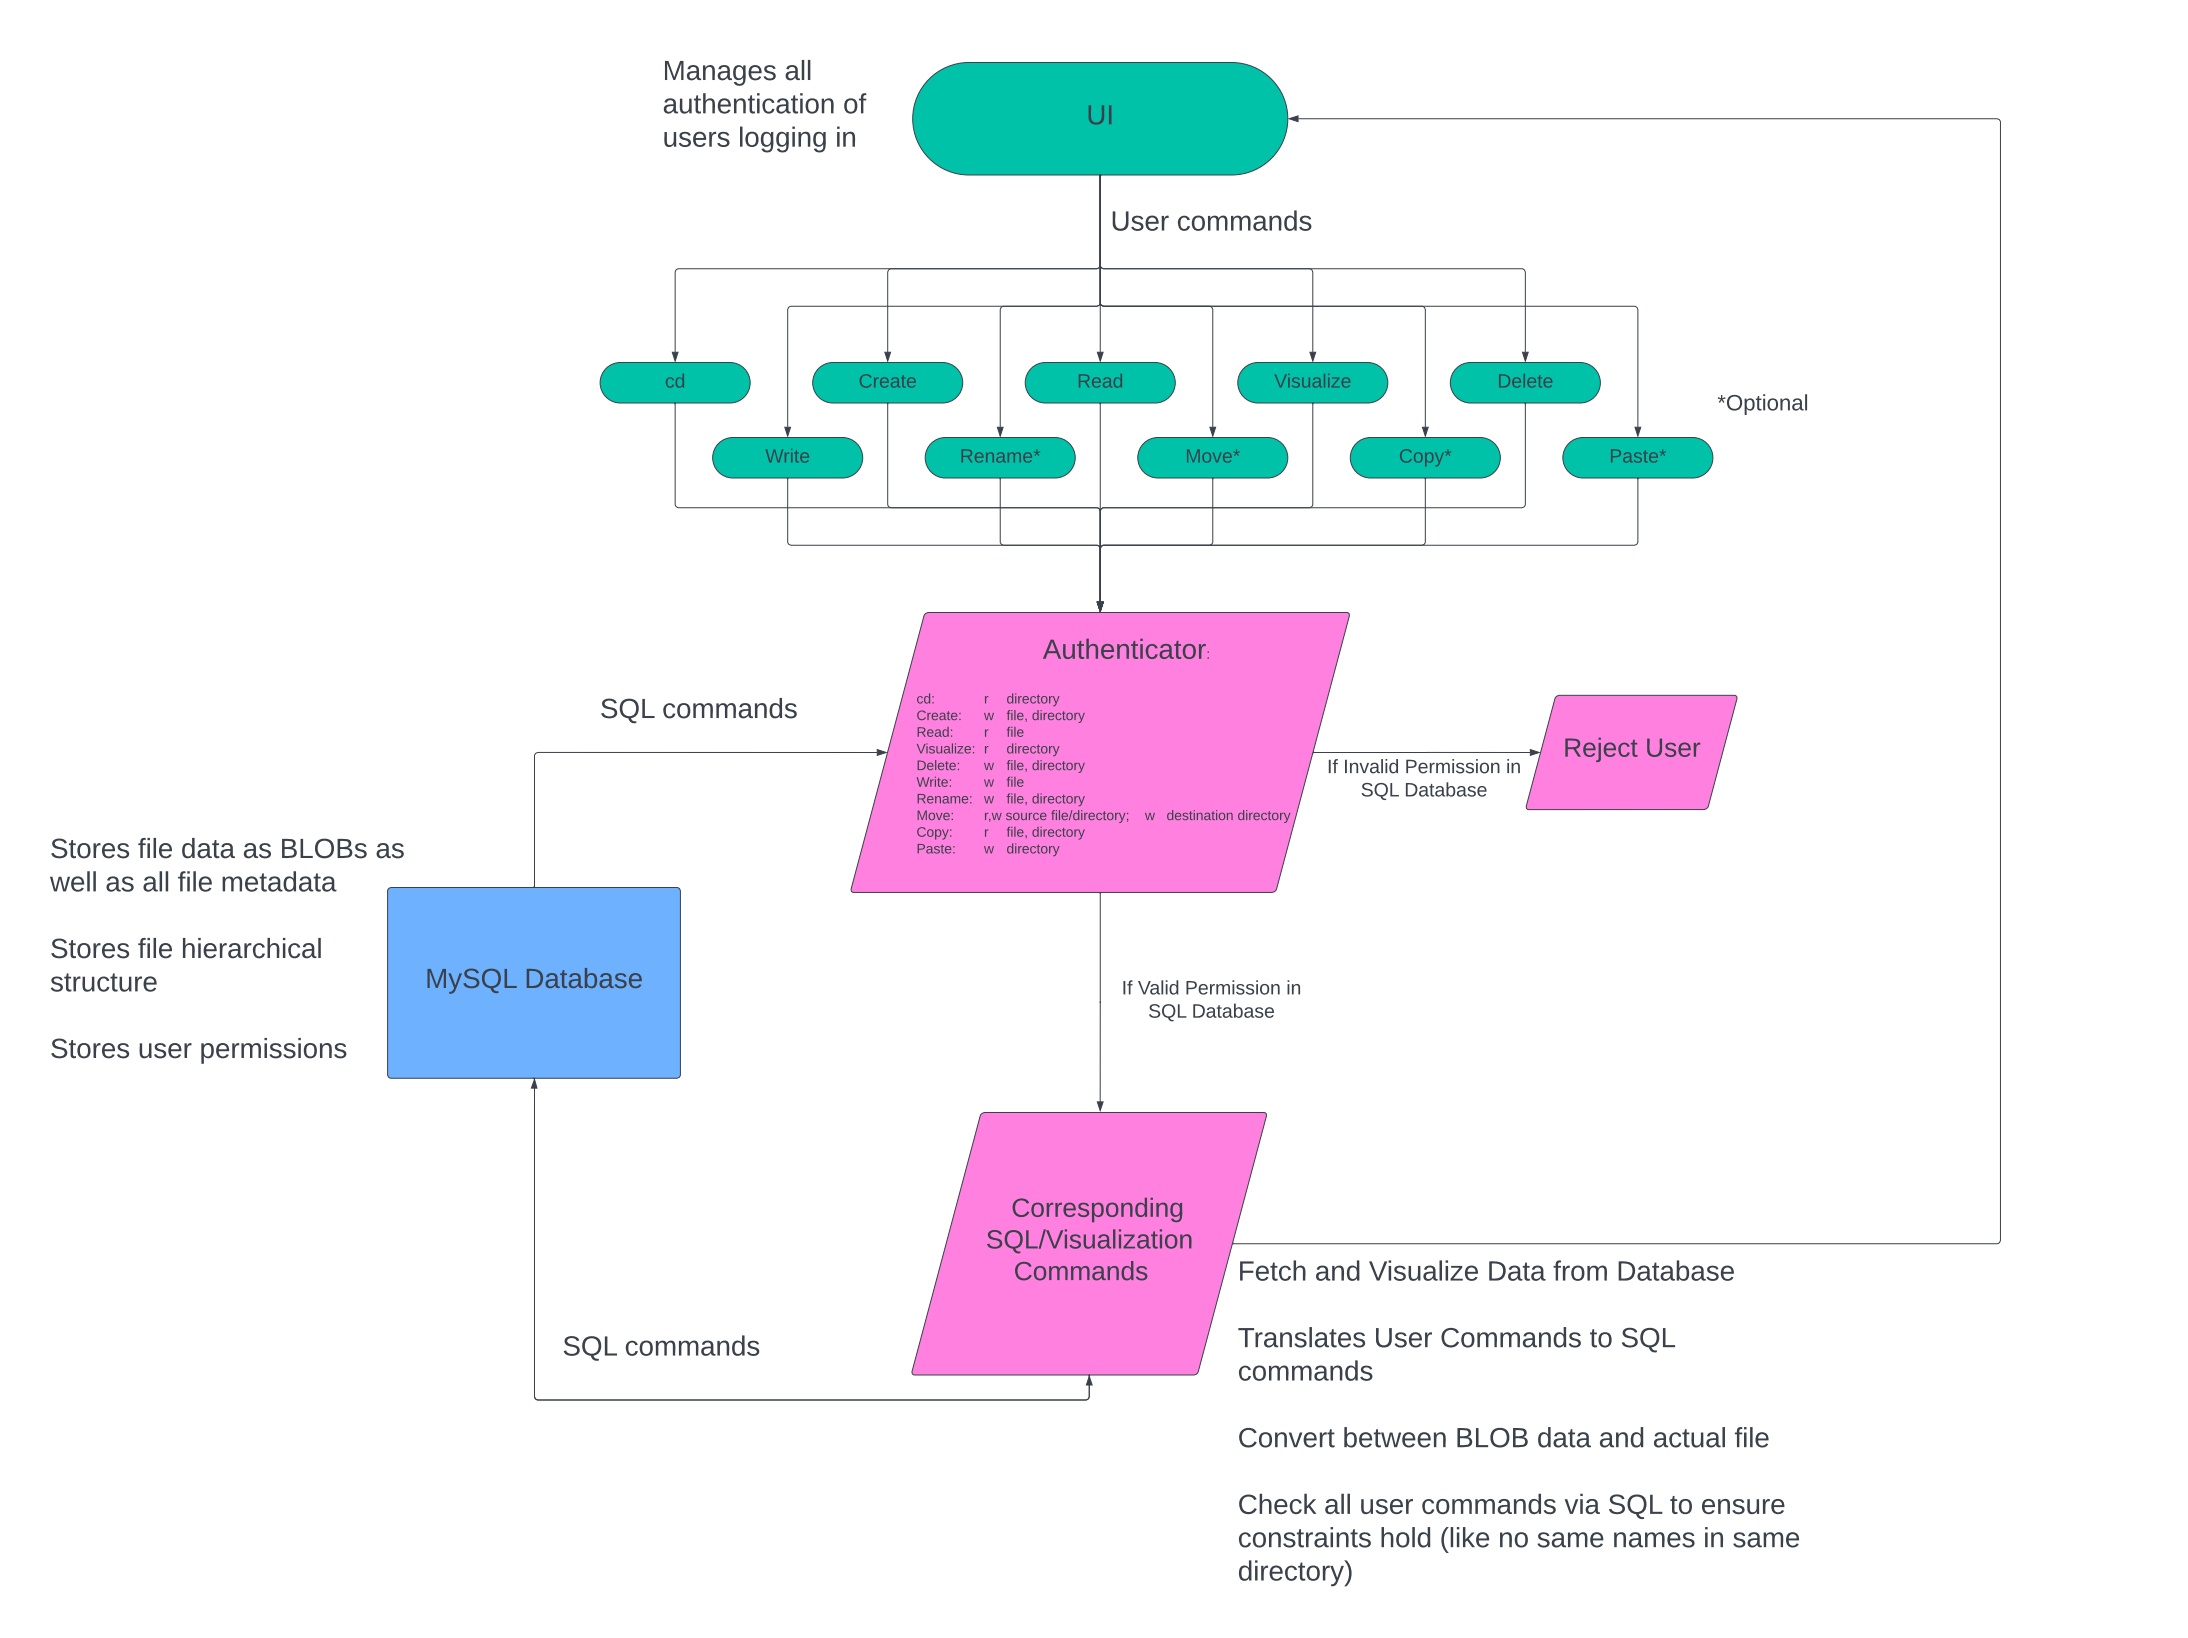 Manages all
authentication of
users logging in
UI
User commands
cd
Create
Read
Visualize
Delete
*Optional
Write
Rename*
Move*
Copy*
Paste*
Authenticator:
cd: r directory
Create: w file, directory
Read: r file
Visualize: r directory
Delete: w file, directory
Write: w file
Rename: w file, directory
Move: r,w source file/directory; w destination directory
Copy: r file, directory
Paste: w directory
SQL commands
If Invalid Permission in
SQL Database
Reject User
Stores file data as BLOBs as
well as all file metadata
Stores file hierarchical
structure
Stores user permissions
MySQL Database
If Valid Permission in
SQL Database
Corresponding
SQL/Visualization
Commands
SQL commands
Fetch and Visualize Data from Database
Translates User Commands to SQL
commands
Convert between BLOB data and actual file
Check all user commands via SQL to ensure
constraints hold (like no same names in same
directory)